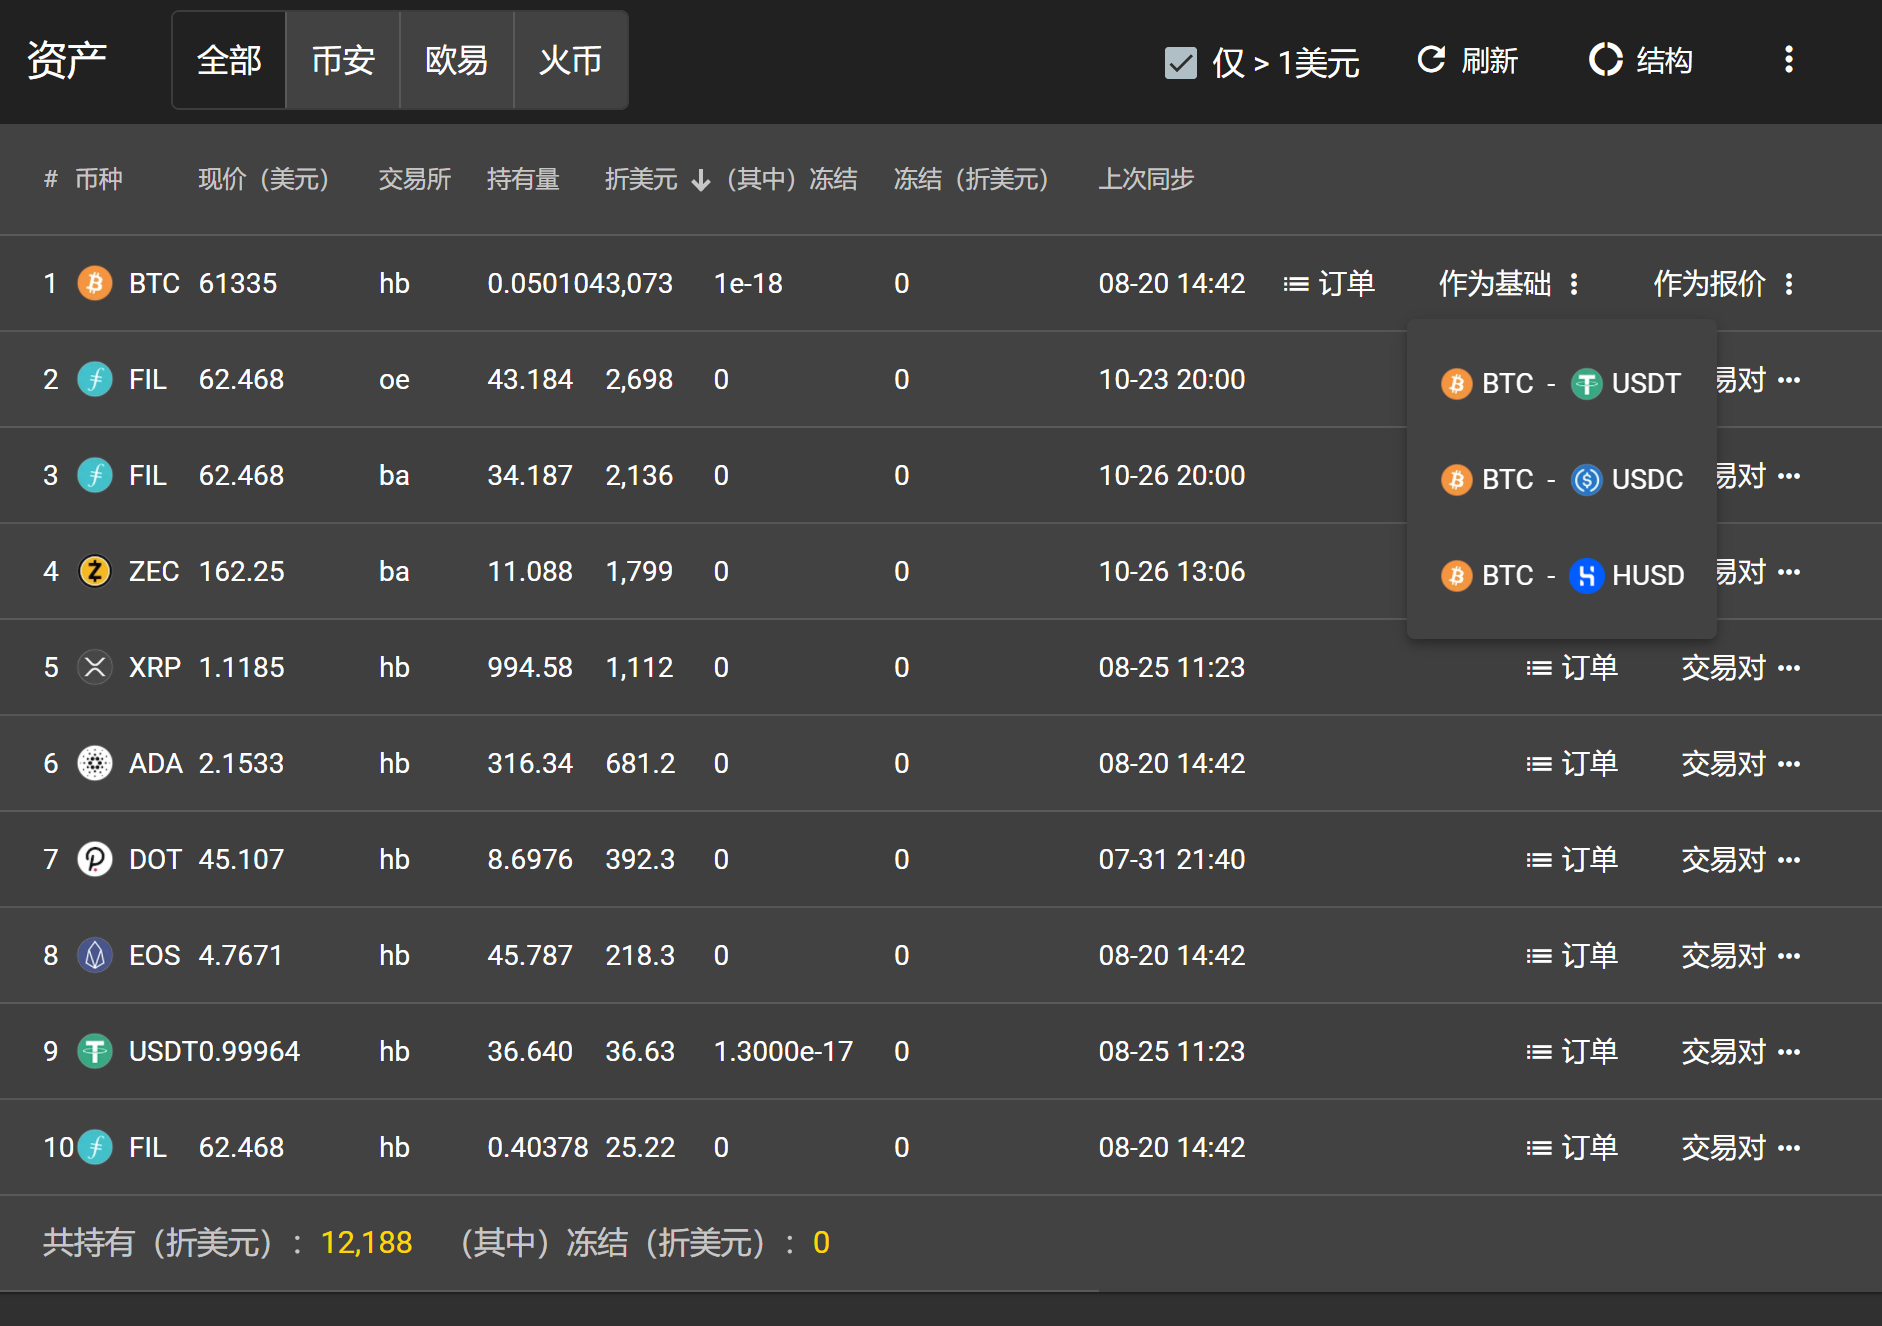 资产 全部 币安 欧易 火币 仅 > 1美元 刷新 结构
# 币种 现价（美元） 交易所 持有量 折美元 （其中）冻结 冻结（折美元） 上次同步
1 BTC 61335 hb 0.0501043,073 1e-18 0 08-20 14:42 订单 作为基础 作为报价
BTC - USDT
BTC - USDC
BTC - HUSD
2 FIL 62.468 oe 43.184 2,698 0 0 10-23 20:00 易对
3 FIL 62.468 ba 34.187 2,136 0 0 10-26 20:00 易对
4 ZEC 162.25 ba 11.088 1,799 0 0 10-26 13:06 易对
5 XRP 1.1185 hb 994.58 1,112 0 0 08-25 11:23 订单 交易对
6 ADA 2.1533 hb 316.34 681.2 0 0 08-20 14:42 订单 交易对
7 DOT 45.107 hb 8.6976 392.3 0 0 07-31 21:40 订单 交易对
8 EOS 4.7671 hb 45.787 218.3 0 0 08-20 14:42 订单 交易对
9 USDT0.99964 hb 36.640 36.63 1.3000e-17 0 08-25 11:23 订单 交易对
10 FIL 62.468 hb 0.40378 25.22 0 0 08-20 14:42 订单 交易对
共持有（折美元）: 12,188 （其中）冻结（折美元）: 0